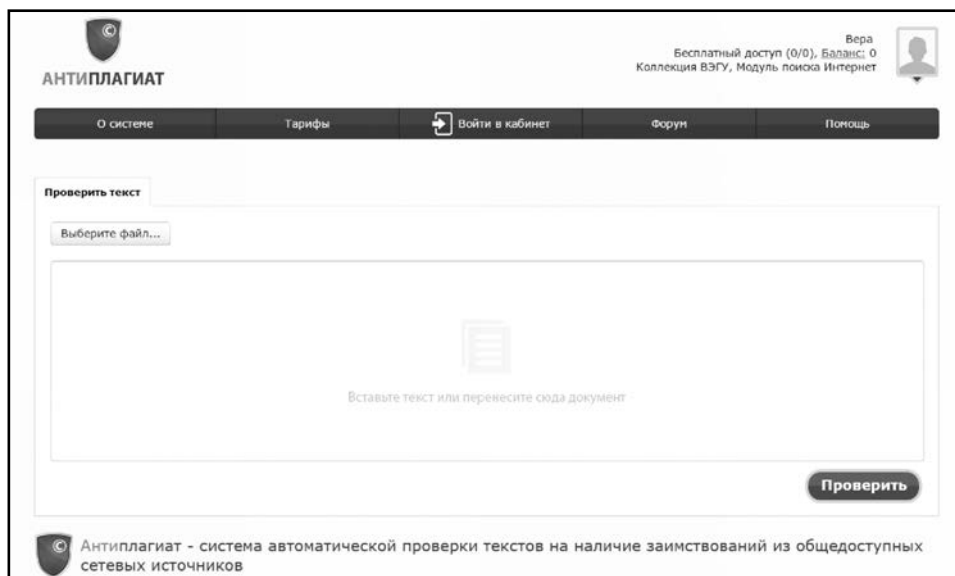 ©
АНТИПЛАГИАТ
Вера
Бесплатный доступ (0/0), Баланс: 0
Коллекция ВЭГУ, Модуль поиска Интернет
О системе
Тарифы
Войти в кабинет
Форум
Помощь
Проверить текст
Выберите файл...
Вставьте текст или перенесите сюда документ
Проверить
© Антиплагиат - система автоматической проверки текстов на наличие заимствований из общедоступных
сетевых источников